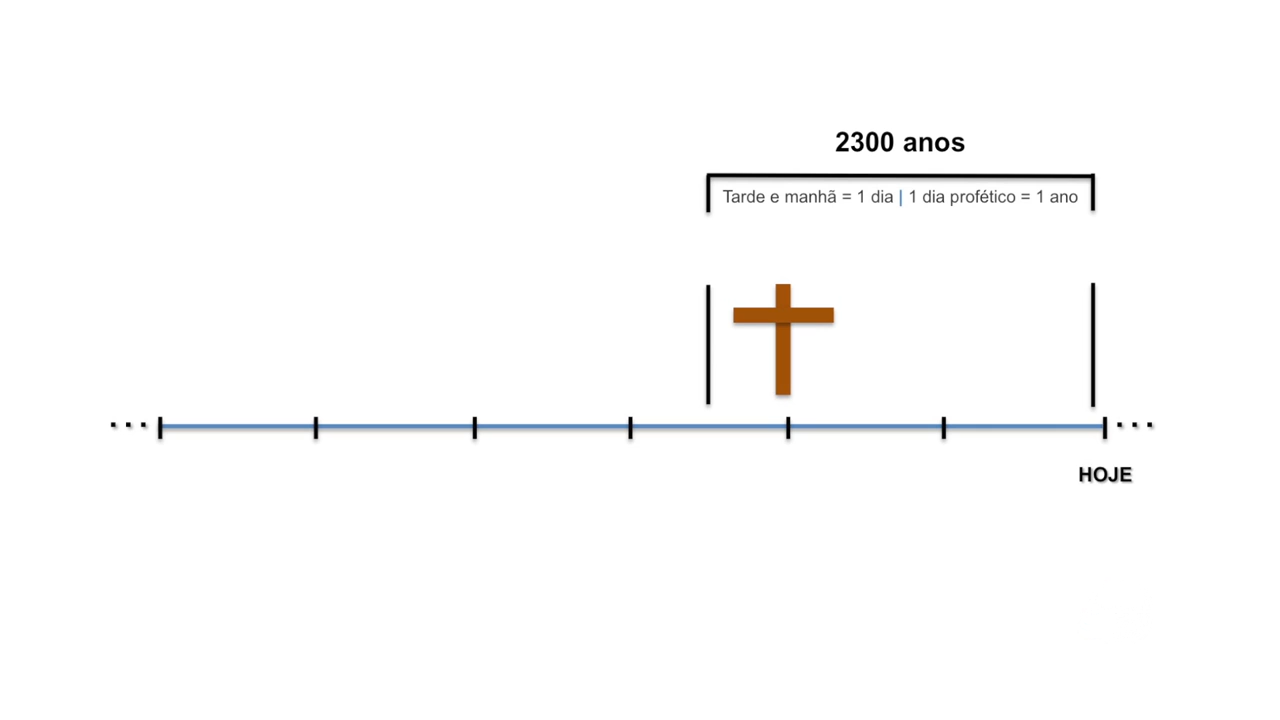 2300 anos
Tarde e manhã = 1 dia | 1 dia profético = 1 ano
HOJE